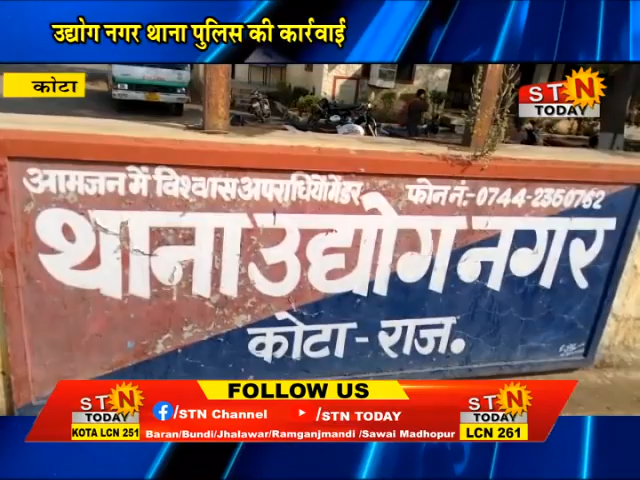 उद्योग नगर थाना पुलिस की कार्रवाई
कोटा
STN
TODAY
आमजन में विश्वास अपराधियों में डर
फोन नं:- 0744-2360762
थाना उद्योग नगर
कोटा - राज.
FOLLOW US
STN
TODAY
KOTA LCN 251
/STN Channel
/STN TODAY
Baran/Bundi/Jhalawar/Ramganjmandi /Sawai Madhopur
STN
TODAY
LCN 261